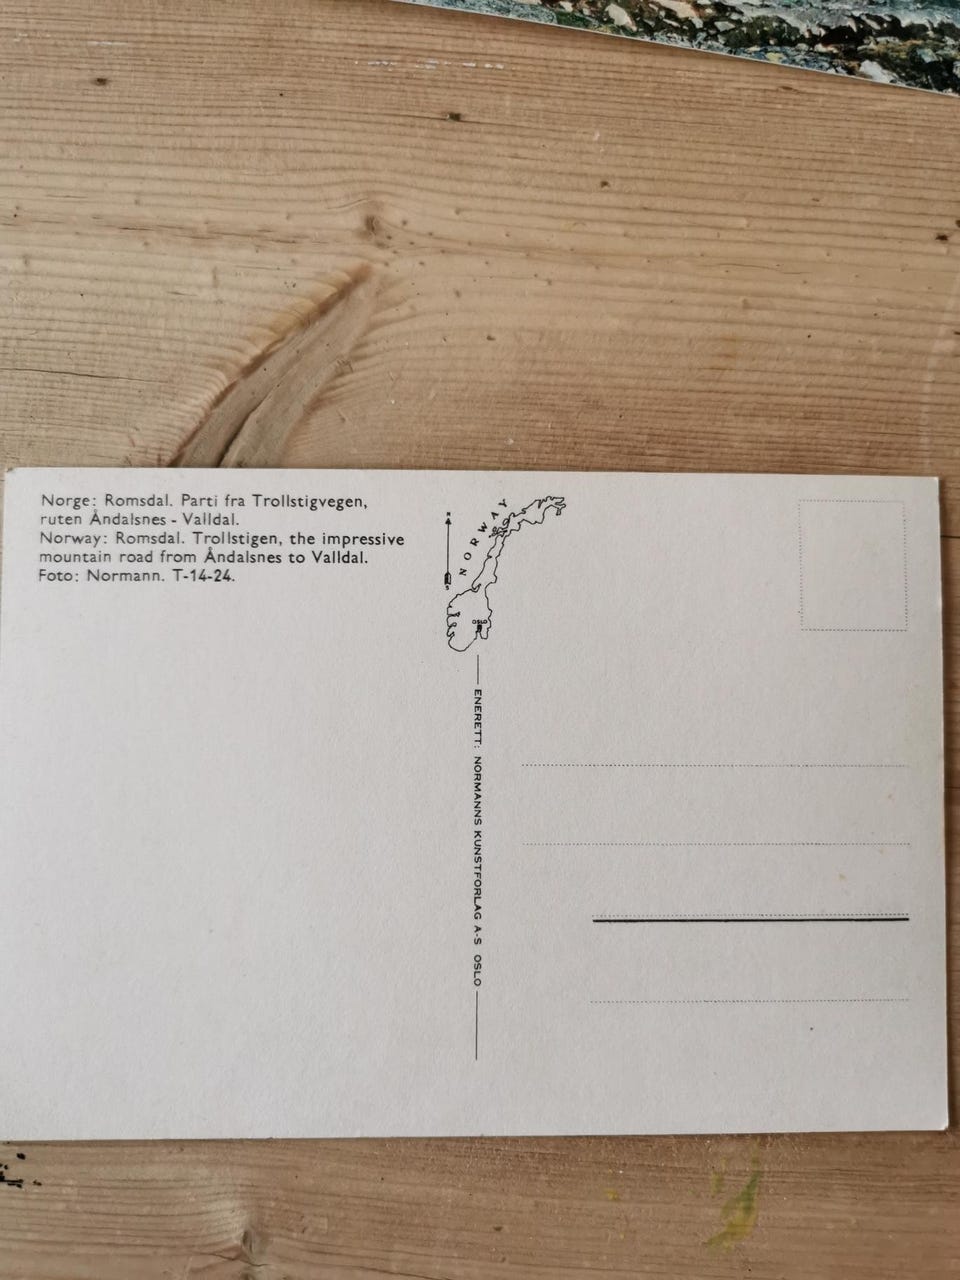 Norge: Romsdal. Parti fra Trollstigvegen,
ruten Åndalsnes - Valldal.
Norway: Romsdal. Trollstigen, the impressive
mountain road from Åndalsnes to Valldal.
Foto: Normann. T-14-24.
N
S
NORWAY
OSLO
ENERETT: NORMANNS KUNSTFORLAG A-S OSLO